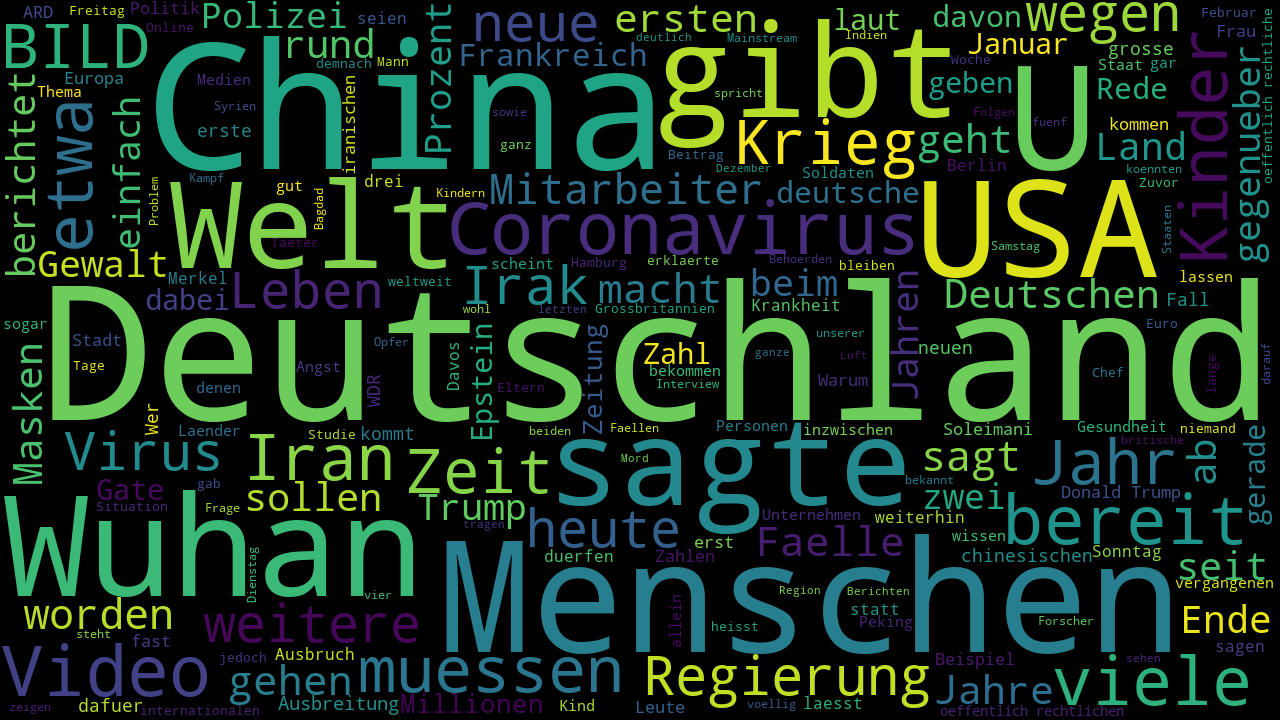 ARD
Freitag
Politik
Online
Polizei
seien
BILD
rund
demnach
Mann
Prozent
neue
ersten
deutlich
Mainstream
Frankreich
laut
Indien
davon
wegen
Januar
Februar
Frau
grosse
Woche
Staat
gar
Europa
Thema
Medien
Syrien
China
iranischen
sowie
spricht
gibt
geben
U
Rede
oeffentlich rechtliche
berichtet
etwa
einfach
erste
ganz
Krieg
Folgen
fuenf
geht
kommen
Land
Kinder
gegenueber
Beitrag
Dezember
Soldaten
Berlin
koennten
Zuvor
Problem
Kampf
gut
Bagdad
drei
Kindern
Mitarbeiter
deutsche
Welt
Taeter
Coronavirus
USA
Samstag
Staaten
Gewalt
Merkel
weltweit
scheint
Hamburg
erklaerte
Behoerden
bleiben
lassen
dabei
Leben
Irak
macht
beim
Jahren
Deutschen
Fall
wohl
letzten
Grossbritannien
Krankheit
sogar
Stadt
Tage
Masken
denen
Angst
Opfer
WDR
Davos
Epstein
Eltern
Zeitung
Zahl
bekommen
Interview
ganze
unserer
Luft
Warum
neuen
Euro
Chef
lange
darauf
Deutschland
Wer
Laender
Studie
kommt
beiden
Faellen
Personen
inzwischen
Soleimani
Gesundheit
niemand
britische
Virus
Iran
Zeit
Mord
sagte
bekannt
sagt
Jahr
ab
gerade
Gate
Situation
gab
Frage
sollen
Trump
tragen
heute
Unternehmen
weiterhin
zwei
Donald Trump
bereit
Wuhan
Dienstag
vier
duerfen
erst
Zahlen
Faelle
wissen
chinesischen
Sonntag
seit
vergangenen
worden
steht
weitere
Menschen
allein
heisst
Region
Berichten
statt
Peking
Forscher
Ende
sagen
Video
fast
jedoch
Ausbruch
gehen
muessen
Regierung
Beispiel
sehen
Jahre
viele
zeigen
dafuer
internationalen
Ausbreitung
Millionen
Kind
Leute
voellig
laesst
oeffentlich rechtlichen